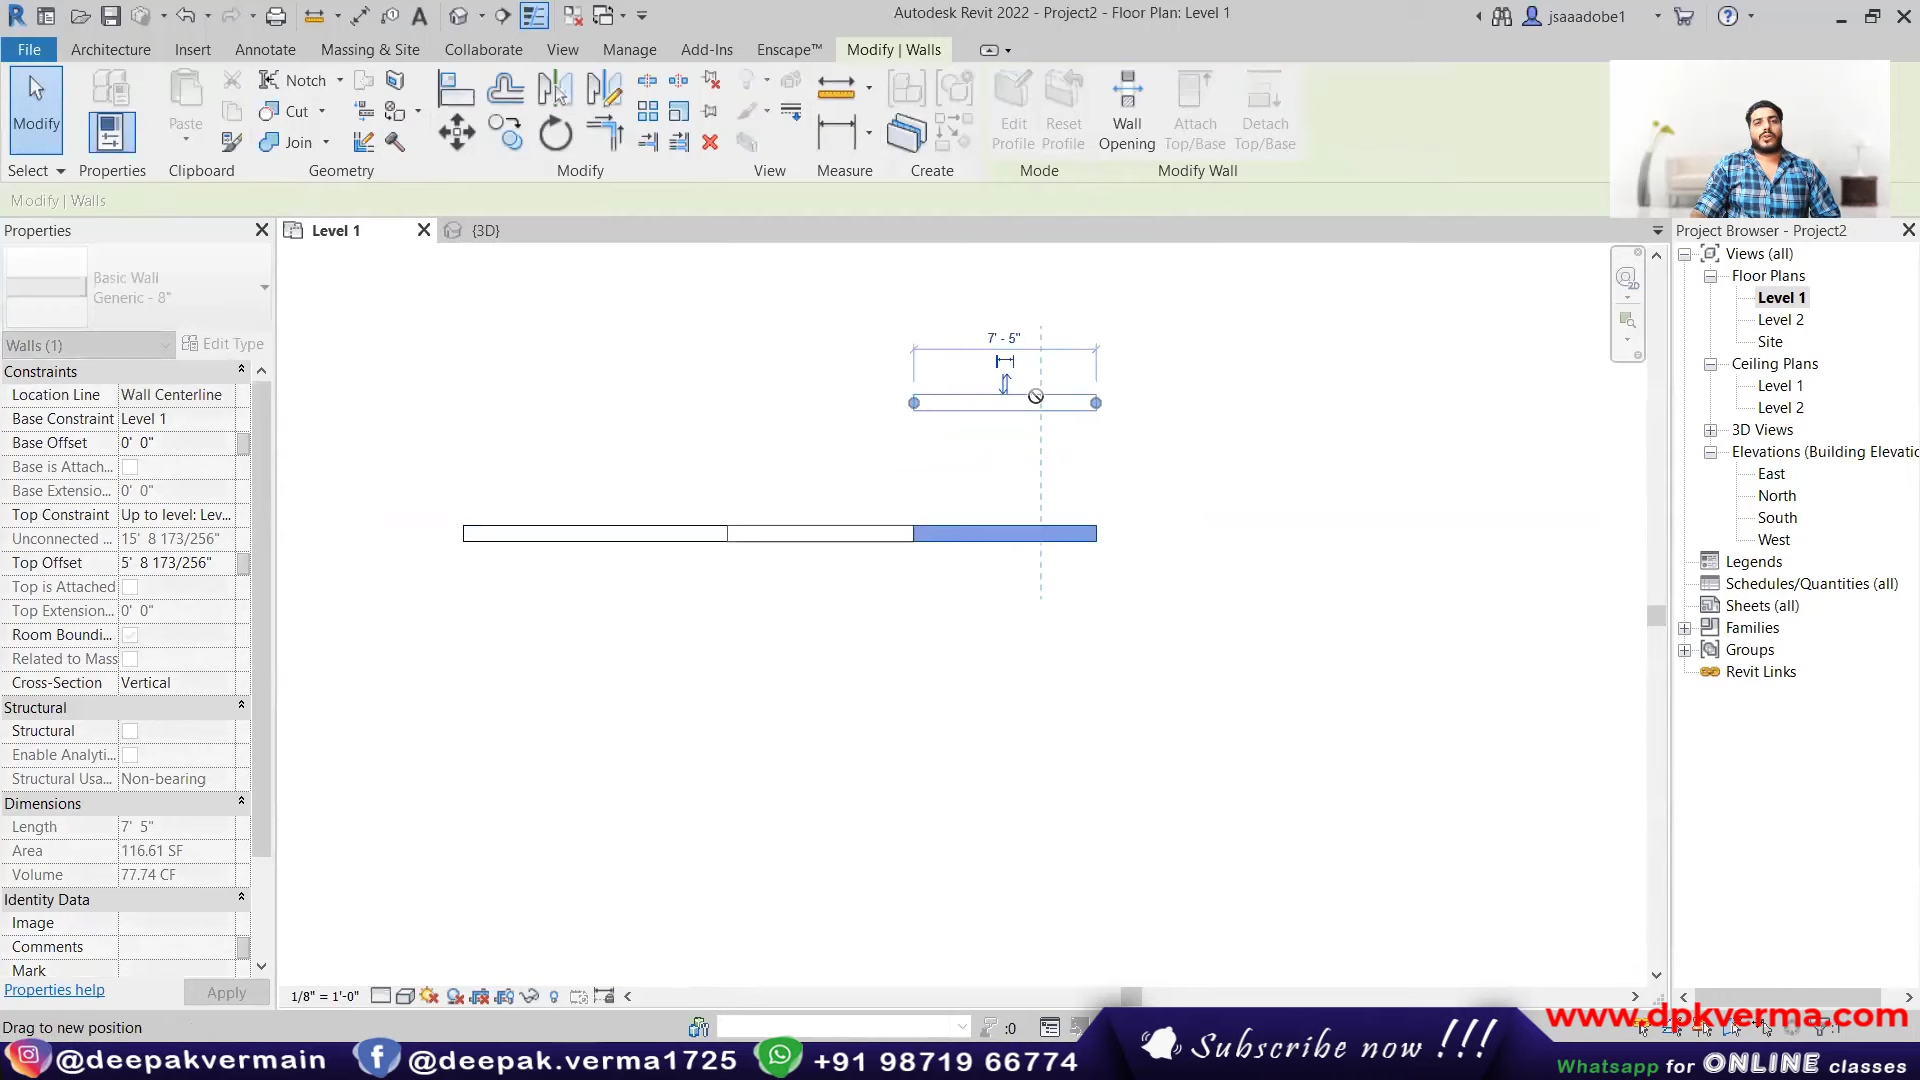 Autodesk Revit 2022 - Project2 - Floor Plan: Level 1
jsaaadobe1
File Architecture Insert Annotate Massing & Site Collaborate View Manage Add-Ins Enscape™ Modify | Walls
Modify
Select
Properties
Paste
Clipboard
Notch
Cut
Join
Geometry
Modify
View
Measure
Create
Edit Profile
Reset Profile
Mode
Wall Opening
Attach Top/Base
Detach Top/Base
Modify Wall
Modify | Walls
Properties
Basic Wall
Generic - 8"
Walls (1)
Edit Type
Constraints
Location Line Wall Centerline
Base Constraint Level 1
Base Offset 0' 0"
Base is Attach...
Base Extensio... 0' 0"
Top Constraint Up to level: Lev...
Unconnected 15' 8 173/256"
Top Offset 5' 8 173/256"
Top is Attached
Top Extension... 0' 0"
Room Boundi...
Related to Mass
Cross-Section Vertical
Structural
Structural
Enable Analyti...
Structural Usa... Non-bearing
Dimensions
Length 7' 5"
Area 116.61 SF
Volume 77.74 CF
Identity Data
Image
Comments
Mark
Properties help
Apply
Level 1
{3D}
7' - 5"
2D
1/8" = 1'-0"
Project Browser - Project2
Views (all)
Floor Plans
Level 1
Level 2
Site
Ceiling Plans
Level 1
Level 2
3D Views
Elevations (Building Elevatio
East
North
South
West
Legends
Schedules/Quantities (all)
Sheets (all)
Families
Groups
Revit Links
Drag to new position
:0
www.dpkverma.com
@deepakvermain
@deepak.verma1725
+91 98719 66774
Subscribe now !!!
Whatsapp for ONLINE classes